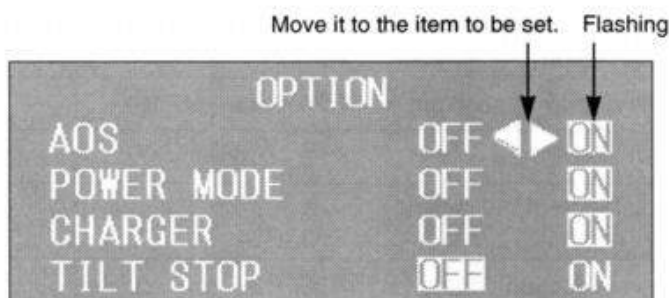 Move it to the item to be set. Flashing
OPTION
AOS OFF ON
POWER MODE OFF ON
CHARGER OFF ON
TILT STOP OFF ON